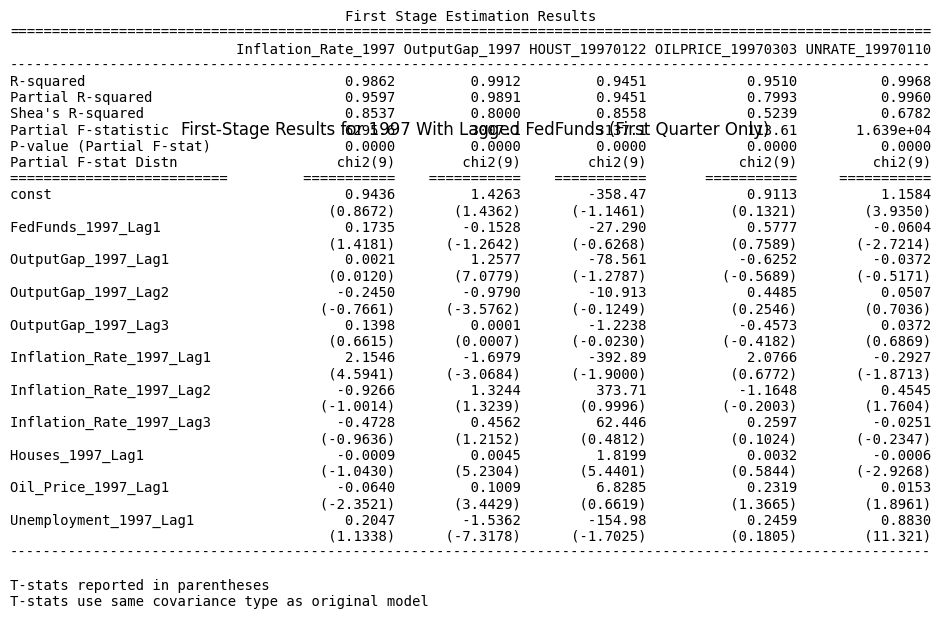 First Stage Estimation Results
================================================================================================================
Inflation_Rate_1997 OutputGap_1997 HOUST_19970122 OILPRICE_19970303 UNRATE_19970110
----------------------------------------------------------------------------------------------------------------
R-squared 0.9862 0.9912 0.9451 0.9510 0.9968
Partial R-squared 0.9597 0.9891 0.9451 0.7993 0.9960
Shea's R-squared 0.8537 0.8000 0.8558 0.5239 0.6782
Partial F-statistic 1.639e+04
First-Stage Results for 1997 With Lagged FedFunds (First Quarter Only)
P-value (Partial F-stat) 0.0000 0.0000 0.0000 0.0000 0.0000
Partial F-stat Distn chi2(9) chi2(9) chi2(9) chi2(9) chi2(9)
========================== =========== =========== =========== =========== ===========
const 0.9436 1.4263 -358.47 0.9113 1.1584
(0.8672) (1.4362) (-1.1461) (0.1321) (3.9350)
FedFunds_1997_Lag1 0.1735 -0.1528 -27.290 0.5777 -0.0604
(1.4181) (-1.2642) (-0.6268) (0.7589) (-2.7214)
OutputGap_1997_Lag1 0.0021 1.2577 -78.561 -0.6252 -0.0372
(0.0120) (7.0779) (-1.2787) (-0.5689) (-0.5171)
OutputGap_1997_Lag2 -0.2450 -0.9790 -10.913 0.4485 0.0507
(-0.7661) (-3.5762) (-0.1249) (0.2546) (0.7036)
OutputGap_1997_Lag3 0.1398 0.0001 -1.2238 -0.4573 0.0372
(0.6615) (0.0007) (-0.0230) (-0.4182) (0.6869)
Inflation_Rate_1997_Lag1 2.1546 -1.6979 -392.89 2.0766 -0.2927
(4.5941) (-3.0684) (-1.9000) (0.6772) (-1.8713)
Inflation_Rate_1997_Lag2 -0.9266 1.3244 373.71 -1.1648 0.4545
(-1.0014) (1.3239) (0.9996) (-0.2003) (1.7604)
Inflation_Rate_1997_Lag3 -0.4728 0.4562 62.446 0.2597 -0.0251
(-0.9636) (1.2152) (0.4812) (0.1024) (-0.2347)
Houses_1997_Lag1 -0.0009 0.0045 1.8199 0.0032 -0.0006
(-1.0430) (5.2304) (5.4401) (0.5844) (-2.9268)
Oil_Price_1997_Lag1 -0.0640 0.1009 6.8285 0.2319 0.0153
(-2.3521) (3.4429) (0.6619) (1.3665) (1.8961)
Unemployment_1997_Lag1 0.2047 -1.5362 -154.98 0.2459 0.8830
(1.1338) (-7.3178) (-1.7025) (0.1805) (11.321)
----------------------------------------------------------------------------------------------------------------
T-stats reported in parentheses
T-stats use same covariance type as original model